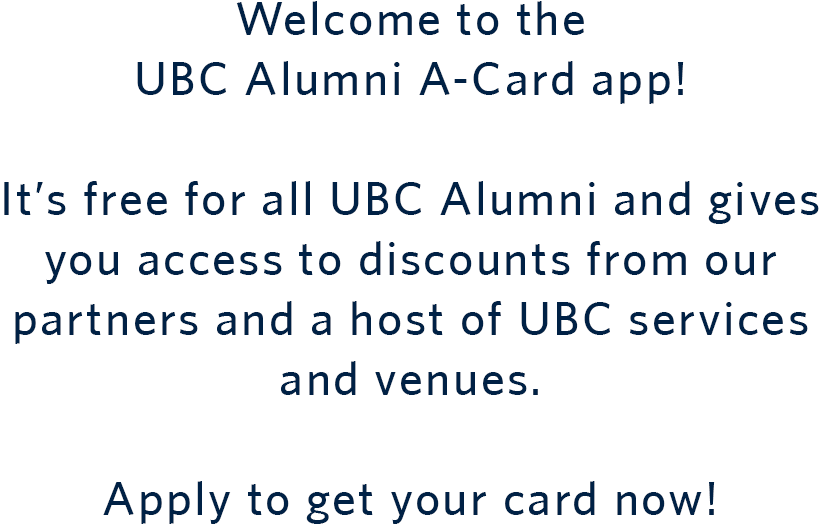 Welcome to the
UBC Alumni A-Card app!
It’s free for all UBC Alumni and gives
you access to discounts from our
partners and a host of UBC services
and venues.
Apply to get your card now!